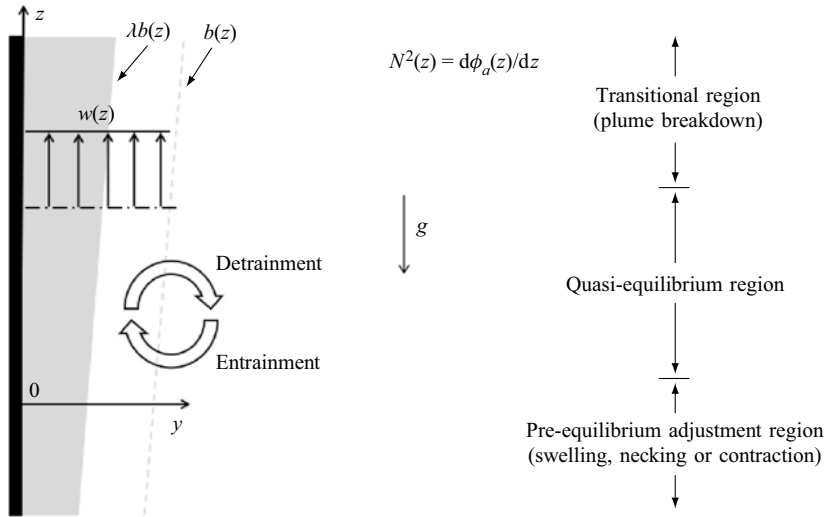 z
λb(z)
b(z)
N²(z) = dϕₐ(z)/dz
w(z)
g
Detrainment
Entrainment
0
y
Transitional region
(plume breakdown)
Quasi-equilibrium region
Pre-equilibrium adjustment region
(swelling, necking or contraction)